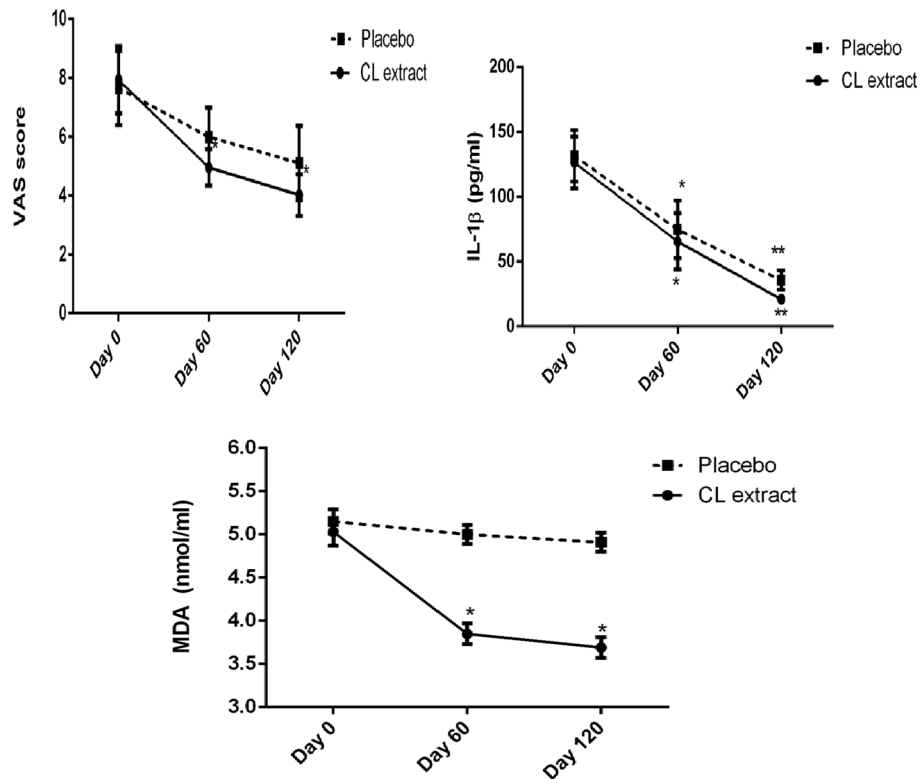 10
8
6
4
2
0
VAS score
Placebo
CL extract
*
*
Day 0
Day 60
Day 120
200
150
100
50
0
IL-1β (pg/ml)
Placebo
CL extract
*
*
**
**
Day 0
Day 60
Day 120
6.0
5.5
5.0
4.5
4.0
3.5
3.0
MDA (nmol/ml)
Placebo
CL extract
*
*
Day 0
Day 60
Day 120